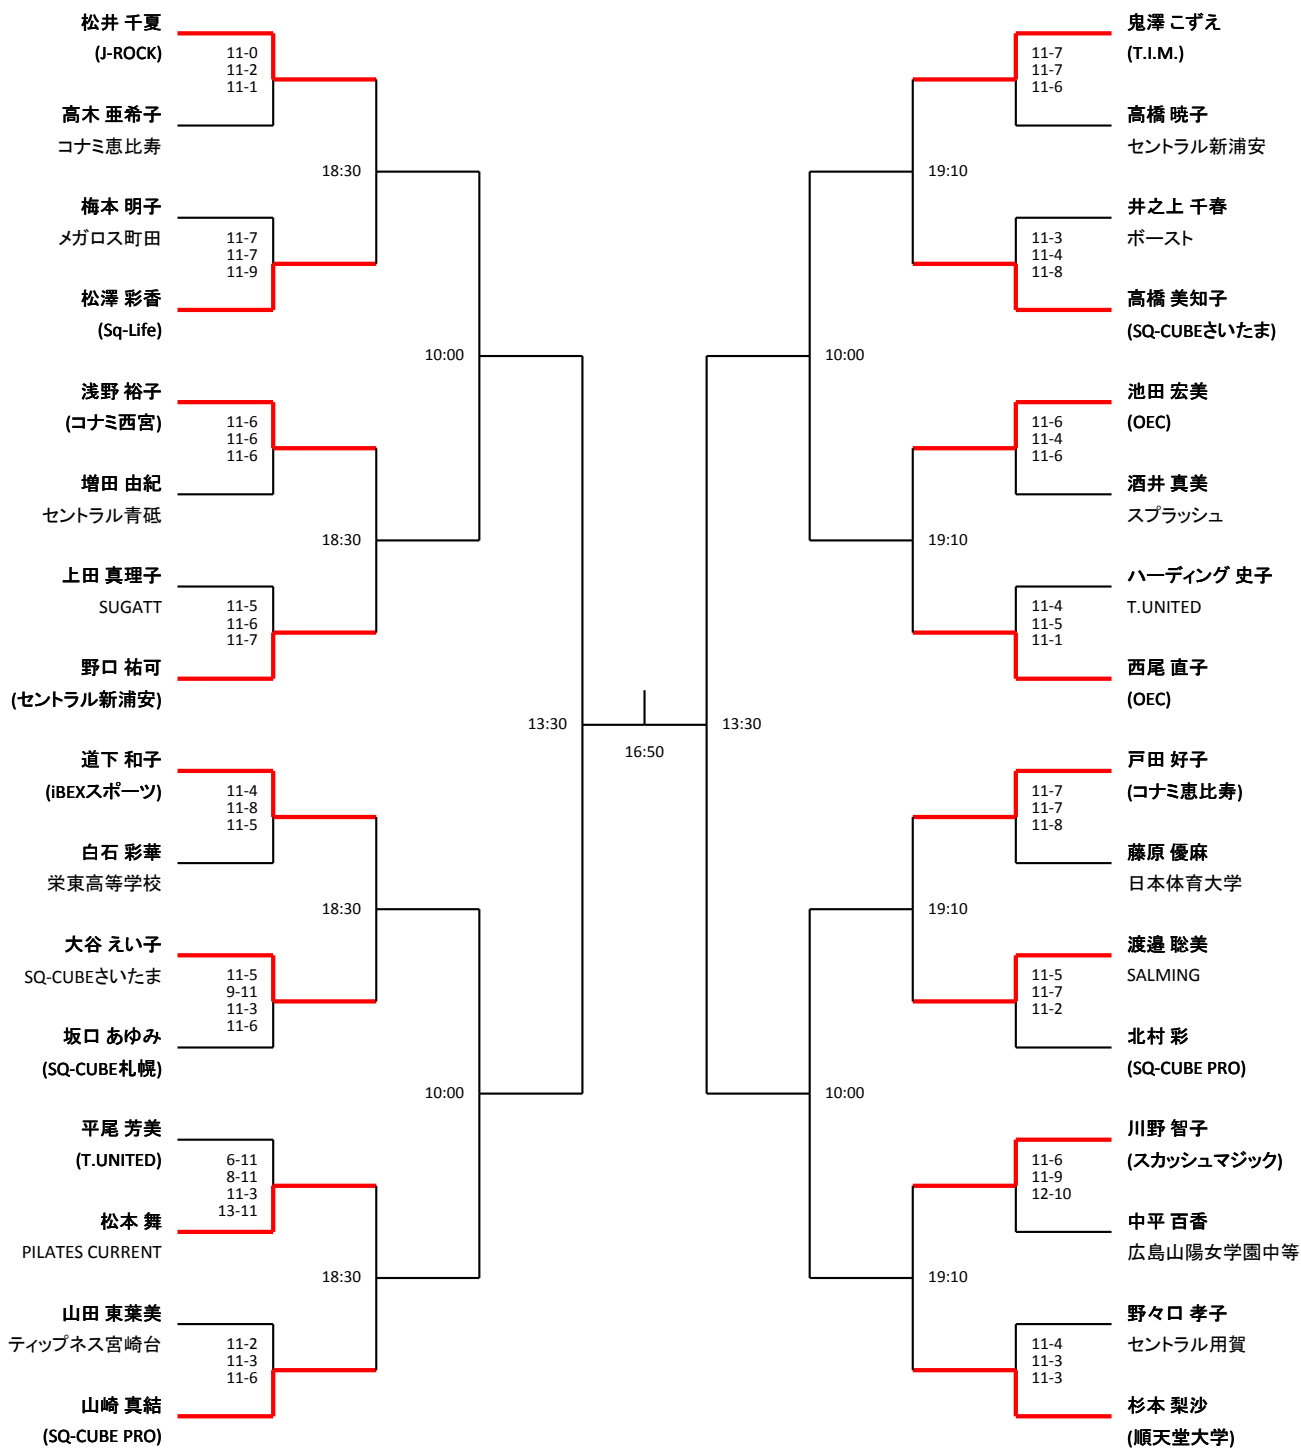 松井 千夏
(J-ROCK)
11-0
11-2
11-1
高木 亜希子
コナミ恵比寿
18:30
梅本 明子
メガロス町田
11-7
11-7
11-9
松澤 彩香
(Sq-Life)
10:00
浅野 裕子
(コナミ西宮)
11-6
11-6
11-6
増田 由紀
セントラル青砥
18:30
上田 真理子
SUGATT
11-5
11-6
11-7
野口 祐可
(セントラル新浦安)
13:30
道下 和子
(iBEXスポーツ)
11-4
11-8
11-5
白石 彩華
栄東高等学校
18:30
大谷 えい子
SQ-CUBEさいたま
11-5
9-11
11-3
11-6
坂口 あゆみ
(SQ-CUBE札幌)
10:00
平尾 芳美
(T.UNITED)
6-11
8-11
11-3
13-11
松本 舞
PILATES CURRENT
18:30
山田 東葉美
ティップネス宮崎台
11-2
11-3
11-6
山崎 真結
(SQ-CUBE PRO)
16:50
鬼澤 こずえ
(T.I.M.)
11-7
11-7
11-6
高橋 暁子
セントラル新浦安
19:10
井之上 千春
ボースト
11-3
11-4
11-8
高橋 美知子
(SQ-CUBEさいたま)
10:00
池田 宏美
(OEC)
11-6
11-4
11-6
酒井 真美
スプラッシュ
19:10
ハーディング 史子
T.UNITED
11-4
11-5
11-1
西尾 直子
(OEC)
13:30
戸田 好子
(コナミ恵比寿)
11-7
11-7
11-8
藤原 優麻
日本体育大学
19:10
渡邉 聡美
SALMING
11-5
11-7
11-2
北村 彩
(SQ-CUBE PRO)
10:00
川野 智子
(スカッシュマジック)
11-6
11-9
12-10
中平 百香
広島山陽女学園中等
19:10
野々口 孝子
セントラル用賀
11-4
11-3
11-3
杉本 梨沙
(順天堂大学)